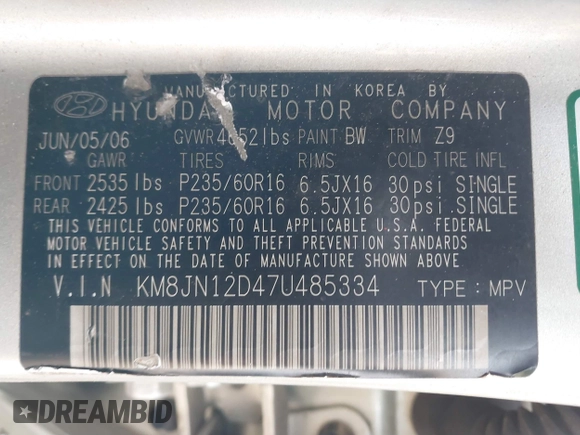 MANUFACTURED IN KOREA BY
HYUNDAI MOTOR COMPANY
JUN/05/06 GVWR 4652lbs PAINT BW TRIM Z9
GAWR TIRES RIMS COLD TIRE INFL
FRONT 2535 lbs P235/60R16 6.5JX16 30psi SINGLE
REAR 2425 lbs P235/60R16 6.5JX16 30psi SINGLE
THIS VEHICLE CONFORMS TO ALL APPLICABLE U.S.A. FEDERAL
MOTOR VEHICLE SAFETY AND THEFT PREVENTION STANDARDS
IN EFFECT ON THE DATE OF MANUFACTURE SHOWN ABOVE.
V.I.N KM8JN12D47U485334 TYPE : MPV
DREAMBID